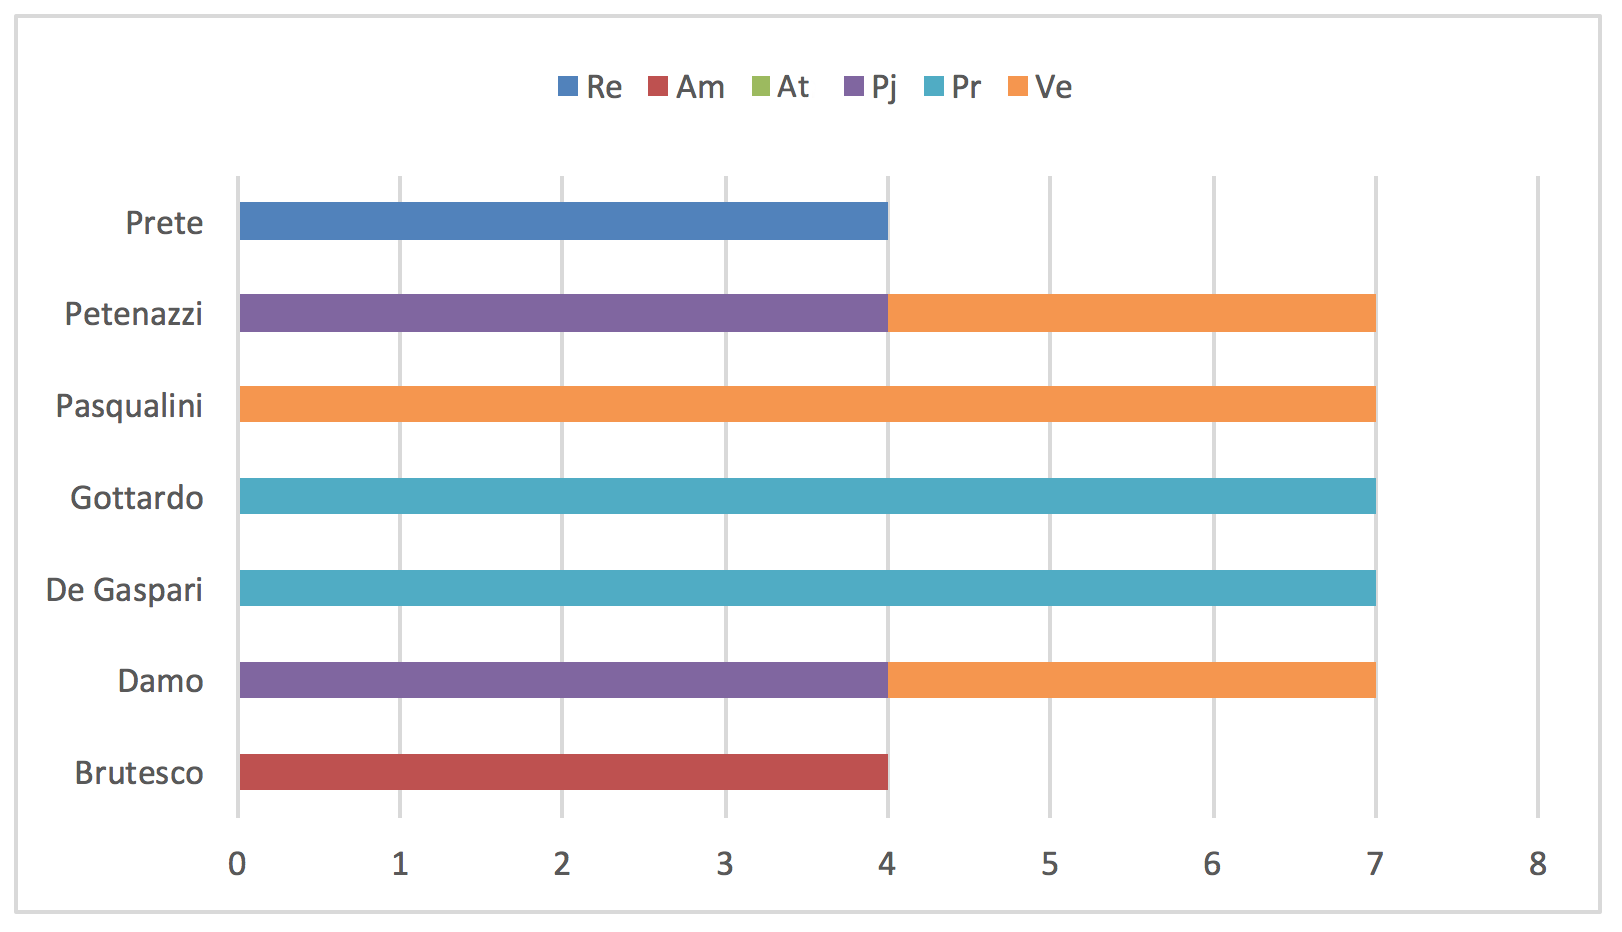 Re Am At Pj Pr Ve
Prete
Petenazzi
Pasqualini
Gottardo
De Gaspari
Damo
Brutesco
0 1 2 3 4 5 6 7 8